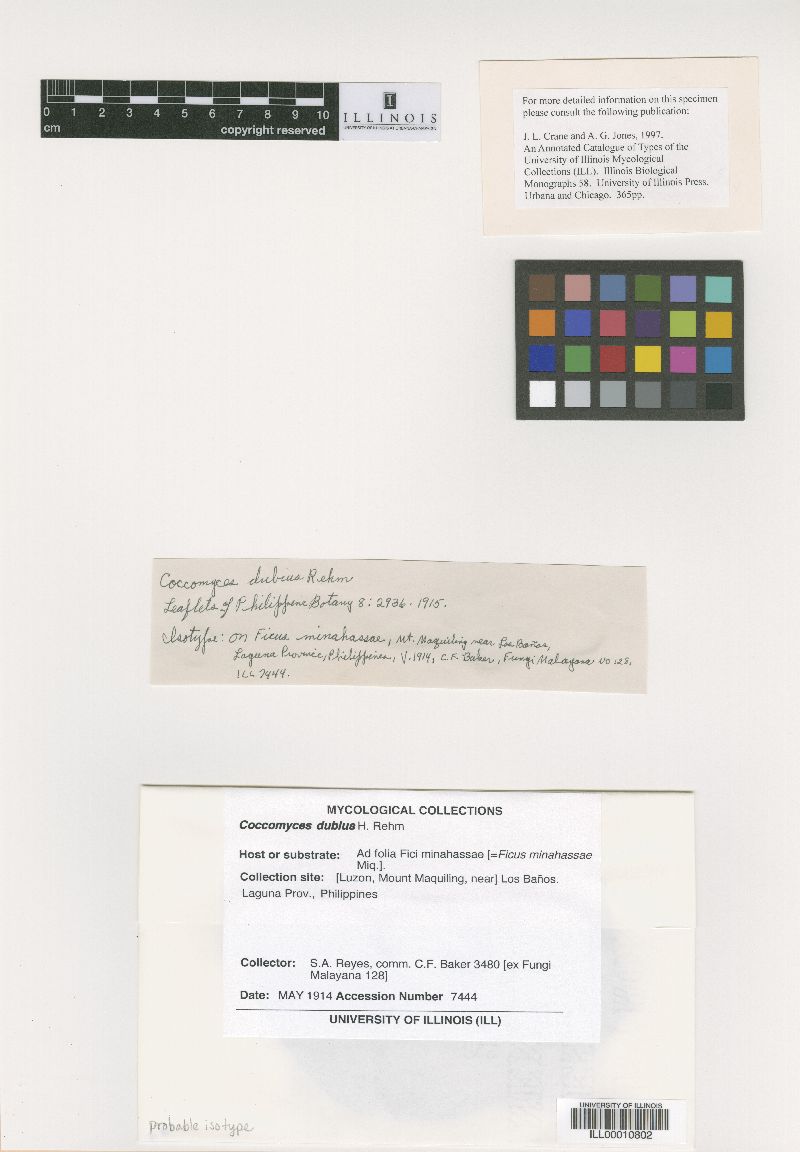 0 1 2 3 4 5 6 7 8 9 10
cm
copyright reserved
I
ILLINOIS
UNIVERSITY OF ILLINOIS AT URBANA-CHAMPAIGN
For more detailed information on this specimen
please consult the following publication:
J. L. Crane and A. G. Jones, 1997.
An Annotated Catalogue of Types of the
University of Illinois Mycological
Collections (ILL). Illinois Biological
Monographs 58. University of Illinois Press.
Urbana and Chicago. 365pp.
Coccomyces dubius Rehm
Leaflets of Philippine Botany 8: 2936. 1915.
Isotype: on Ficus minahassae, Mt. Maquiling near Los Baños,
Laguna Province, Philippines, V. 1914, C.F. Baker, Fungi Malayana no 128,
ILL 7444.
MYCOLOGICAL COLLECTIONS
Coccomyces dubius H. Rehm
Host or substrate: Ad folia Fici minahassae [=Ficus minahassae
Miq.].
Collection site: [Luzon, Mount Maquiling, near] Los Baños.
Laguna Prov., Philippines
Collector: S.A. Reyes, comm. C.F. Baker 3480 [ex Fungi
Malayana 128]
Date: MAY 1914 Accession Number 7444
UNIVERSITY OF ILLINOIS (ILL)
probable isotype
UNIVERSITY OF ILLINOIS
ILL00010802